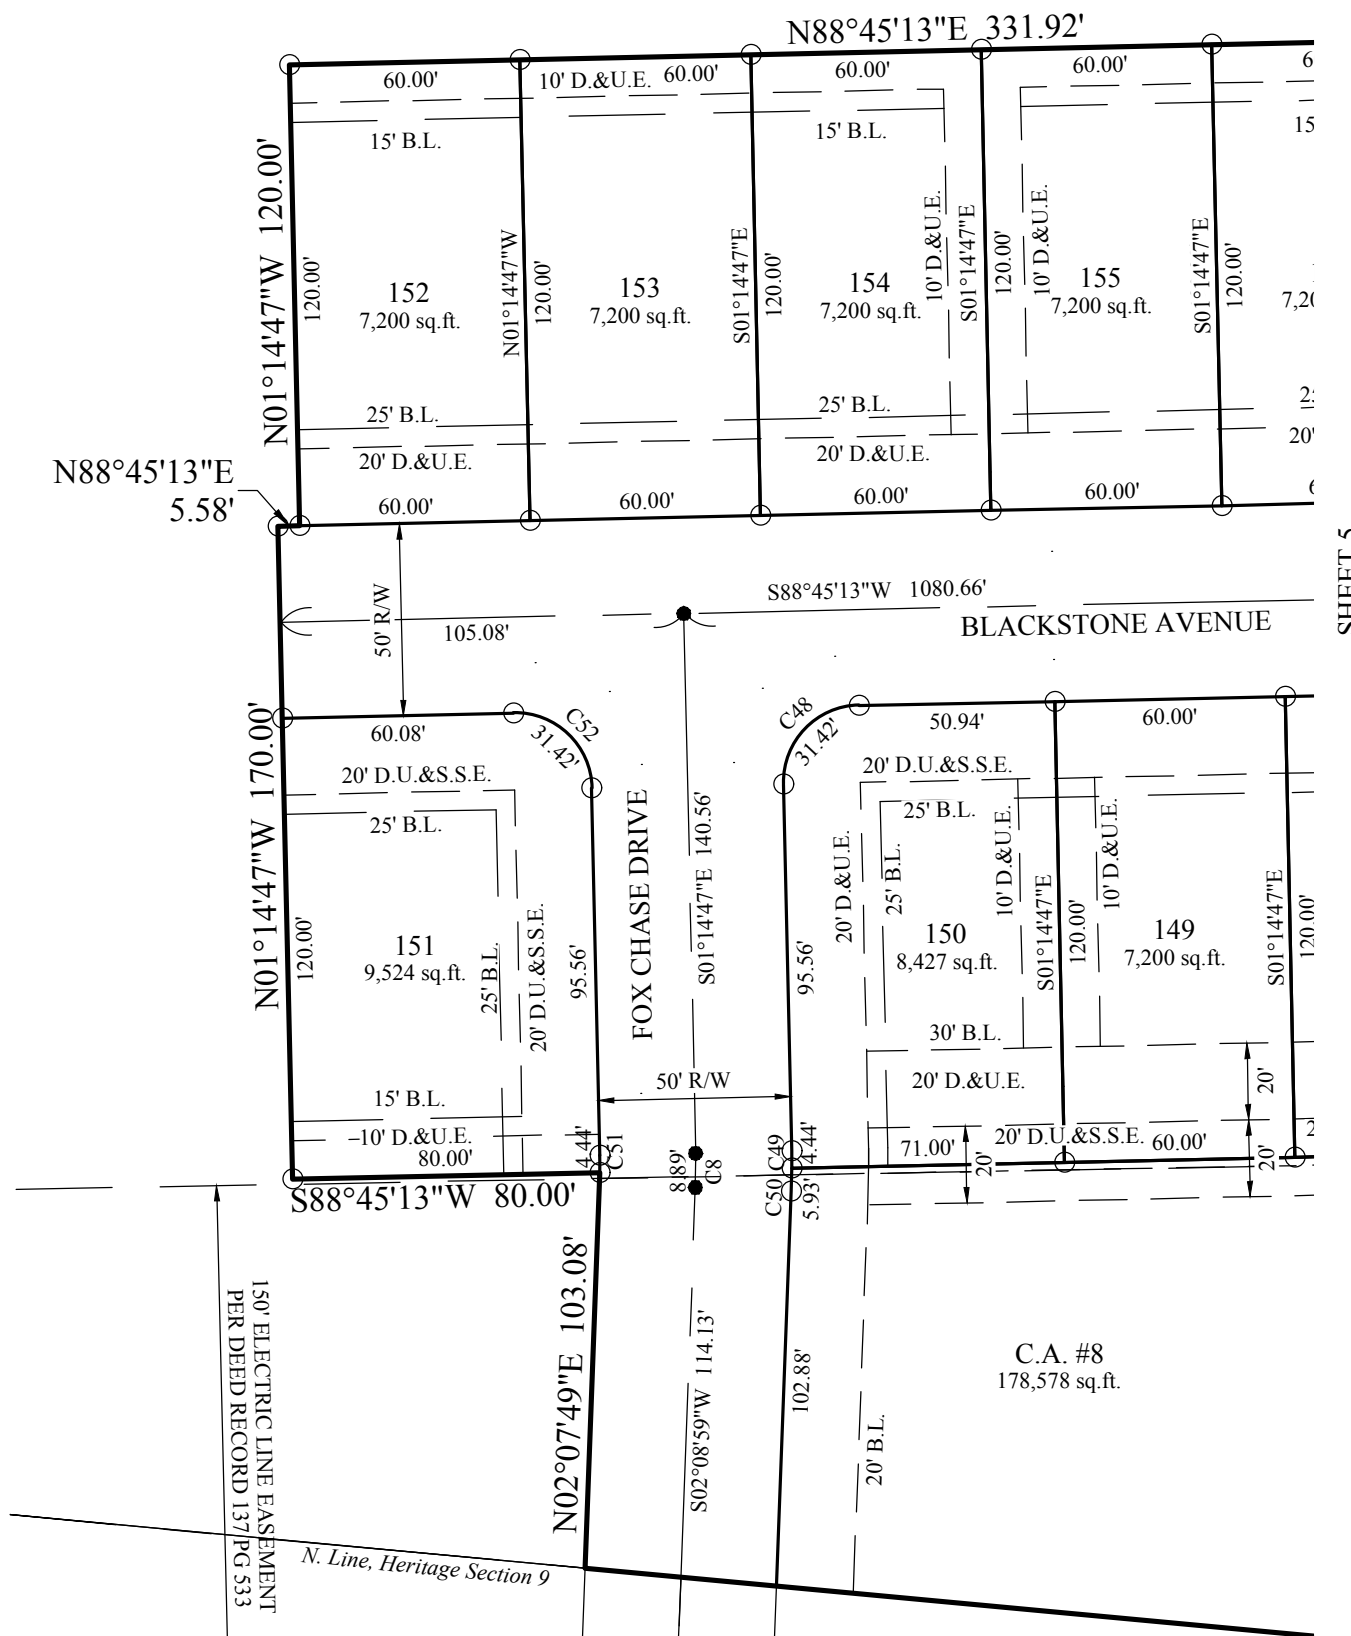 N88°45'13"E 331.92'
60.00'
10' D.&U.E.
60.00'
60.00'
60.00'
15' B.L.
15' B.L.
N01°14'47"W 120.00'
120.00'
152
7,200 sq.ft.
N01°14'47"W
120.00'
153
7,200 sq.ft.
S01°14'47"E
120.00'
154
7,200 sq.ft.
10' D.&U.E.
S01°14'47"E
120.00'
10' D.&U.E.
155
7,200 sq.ft.
S01°14'47"E
120.00'
25' B.L.
20' D.&U.E.
25' B.L.
20' D.&U.E.
20'
N88°45'13"E
5.58'
60.00'
60.00'
60.00'
60.00'
SHEET 5
50' R/W
105.08'
S88°45'13"W 1080.66'
BLACKSTONE AVENUE
N01°14'47"W 170.00'
60.08'
C52
31.42'
C48
31.42'
50.94'
60.00'
20' D.U.&S.S.E.
25' B.L.
120.00'
151
9,524 sq.ft.
25' B.L.
20' D.U.&S.S.E.
95.56'
FOX CHASE DRIVE
S01°14'47"E 140.56'
95.56'
20' D.U.&S.S.E.
25' B.L.
20' D.&U.E.
25' B.L.
150
8,427 sq.ft.
10' D.&U.E.
S01°14'47"E
120.00'
10' D.&U.E.
149
7,200 sq.ft.
S01°14'47"E
120.00'
30' B.L.
20' D.&U.E.
50' R/W
15' B.L.
10' D.&U.E.
80.00'
4.44'
C51
8.89'
C8
C49
4.44'
C50
5.93'
71.00'
20' D.U.&S.S.E.
60.00'
20'
20'
20'
S88°45'13"W 80.00'
150' ELECTRIC LINE EASEMENT
PER DEED RECORD 137 PG 533
N02°07'49"E 103.08'
S02°08'59"W 114.13'
102.88'
20' B.L.
C.A. #8
178,578 sq.ft.
N. Line, Heritage Section 9